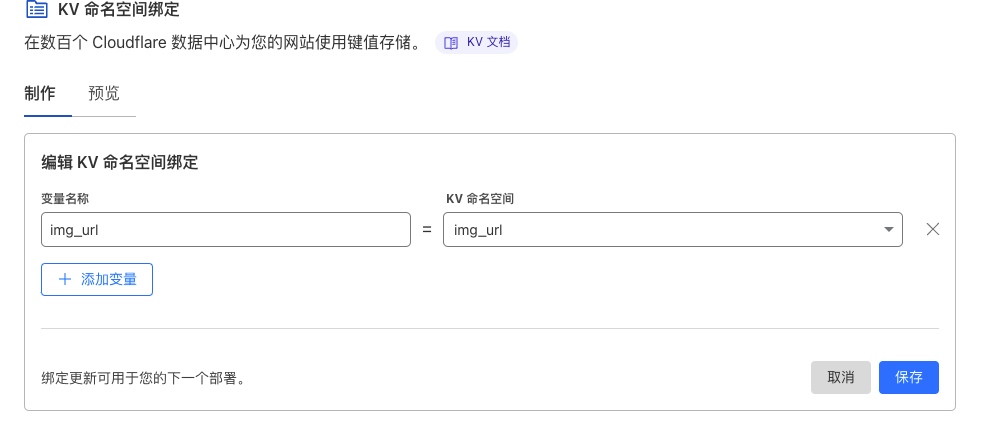 KV 命名空间绑定
在数百个 Cloudflare 数据中心为您的网站使用键值存储。 KV 文档
制作 预览
编辑 KV 命名空间绑定
变量名称 KV 命名空间
img_url = img_url
添加变量
绑定更新可用于您的下一个部署。 取消 保存